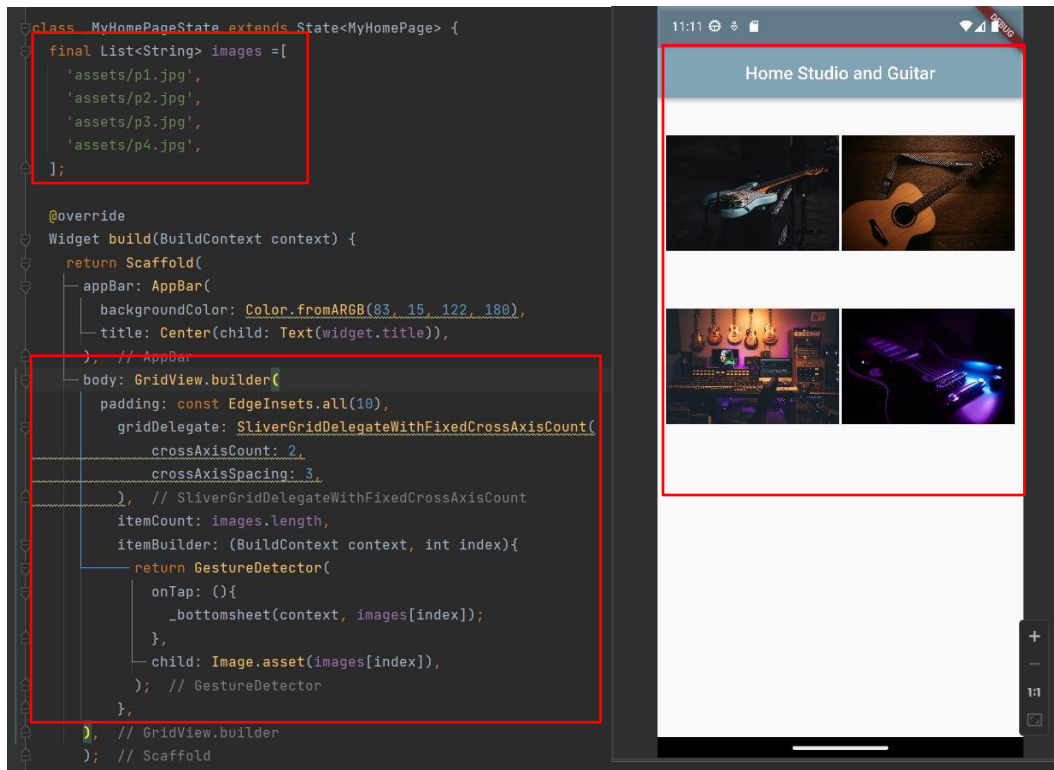 class _MyHomePageState extends State<MyHomePage> {
final List<String> images =[
'assets/p1.jpg',
'assets/p2.jpg',
'assets/p3.jpg',
'assets/p4.jpg',
];
@override
Widget build(BuildContext context) {
return Scaffold(
appBar: AppBar(
backgroundColor: Color.fromARGB(83, 15, 122, 180),
title: Center(child: Text(widget.title)),
), // AppBar
body: GridView.builder(
padding: const EdgeInsets.all(10),
gridDelegate: SliverGridDelegateWithFixedCrossAxisCount(
crossAxisCount: 2,
crossAxisSpacing: 3,
), // SliverGridDelegateWithFixedCrossAxisCount
itemCount: images.length,
itemBuilder: (BuildContext context, int index){
return GestureDetector(
onTap: (){
_bottomsheet(context, images[index]);
},
child: Image.asset(images[index]),
); // GestureDetector
},
), // GridView.builder
); // Scaffold
11:11
DEBUG
Home Studio and Guitar
1:1